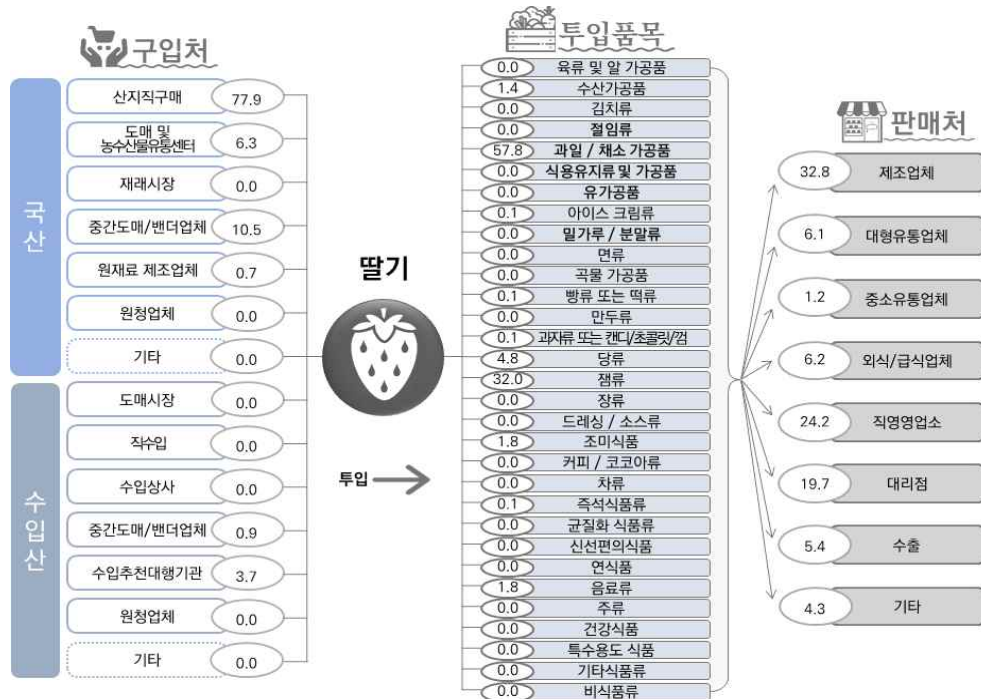 구입처
국산
산지직구매 77.9
도매 및
농수산물유통센터 6.3
재래시장 0.0
중간도매/밴더업체 10.5
원재료 제조업체 0.7
원청업체 0.0
기타 0.0
수입산
도매시장 0.0
직수입 0.0
수입상사 0.0
중간도매/밴더업체 0.9
수입추천대행기관 3.7
원청업체 0.0
기타 0.0
딸기
투입
투입품목
0.0 육류 및 알 가공품
1.4 수산가공품
0.0 김치류
0.0 절임류
57.8 과일 / 채소 가공품
0.0 식용유지류 및 가공품
0.0 유가공품
0.1 아이스 크림류
0.0 밀가루 / 분말류
0.0 면류
0.0 곡물 가공품
0.1 빵류 또는 떡류
0.0 만두류
0.1 과자류 또는 캔디/초콜릿/껌
4.8 당류
32.0 잼류
0.0 장류
0.0 드레싱 / 소스류
1.8 조미식품
0.0 커피 / 코코아류
0.0 차류
0.1 즉석식품류
0.0 균질화 식품류
0.0 신선편의식품
0.0 연식품
1.8 음료류
0.0 주류
0.0 건강식품
0.0 특수용도 식품
0.0 기타식품류
0.0 비식품류
판매처
32.8 제조업체
6.1 대형유통업체
1.2 중소유통업체
6.2 외식/급식업체
24.2 직영영업소
19.7 대리점
5.4 수출
4.3 기타